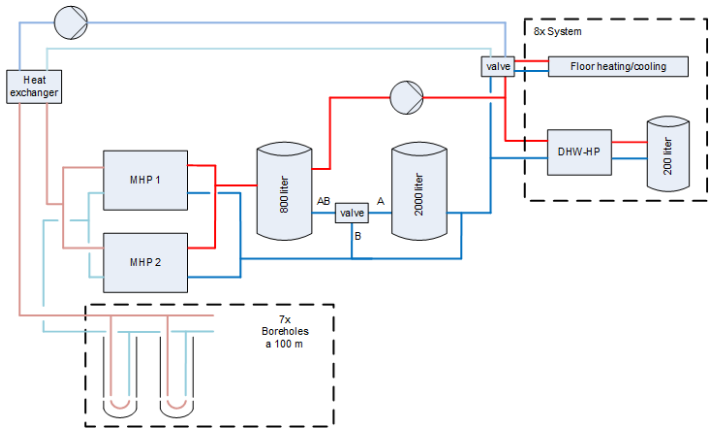 8x System
valve
Floor heating/cooling
Heat
exchanger
DHW-HP
200 liter
MHP 1
800 liter
AB
valve
A
2000 liter
B
MHP 2
7x
Boreholes
a 100 m